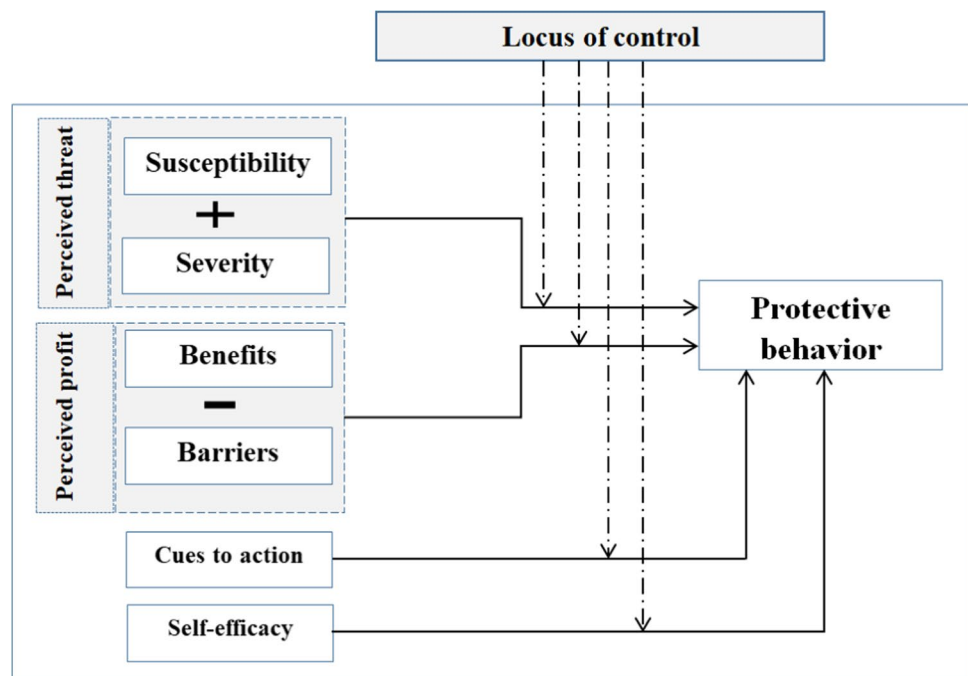 Locus of control
Perceived threat
Susceptibility
+
Severity
Perceived profit
Benefits
-
Barriers
Protective
behavior
Cues to action
Self-efficacy